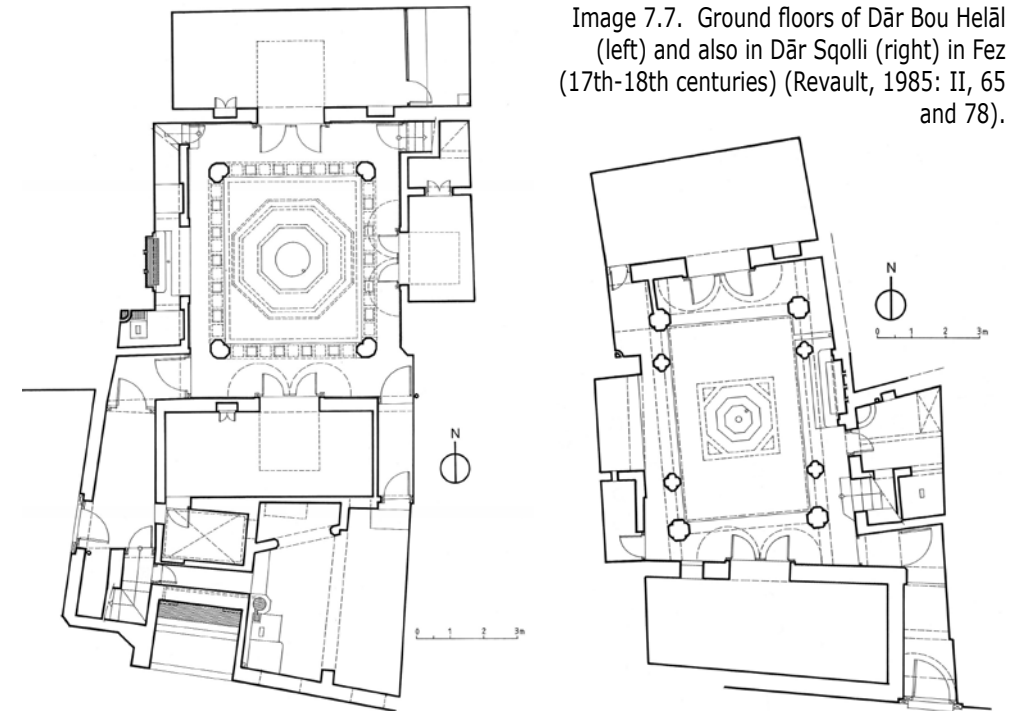 Image 7.7. Ground floors of Dār Bou Helāl
(left) and also in Dār Sqolli (right) in Fez
(17th-18th centuries) (Revault, 1985: II, 65
and 78).
N
0 1 2 3m
N
0 1 2 3m